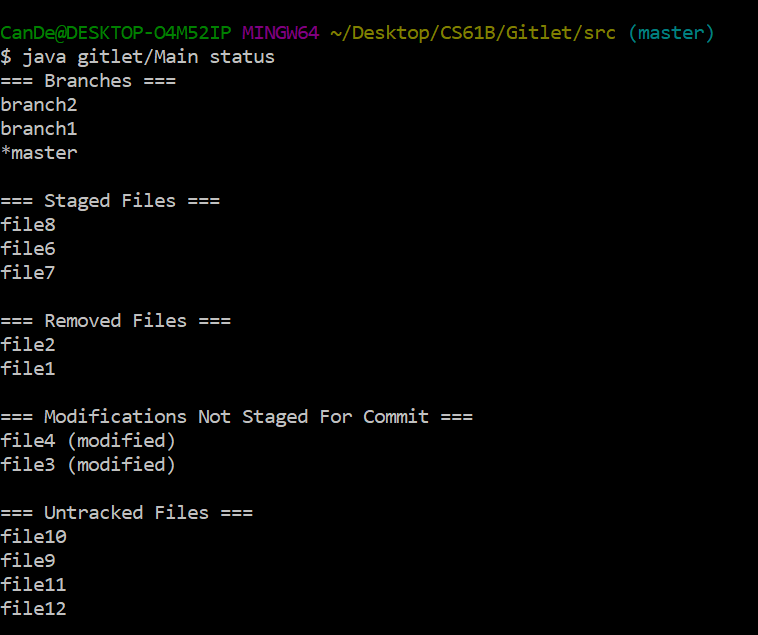 CanDe@DESKTOP-O4M52IP MINGW64 ~/Desktop/CS61B/Gitlet/src (master)
$ java gitlet/Main status
=== Branches ===
branch2
branch1
*master

=== Staged Files ===
file8
file6
file7

=== Removed Files ===
file2
file1

=== Modifications Not Staged For Commit ===
file4 (modified)
file3 (modified)

=== Untracked Files ===
file10
file9
file11
file12